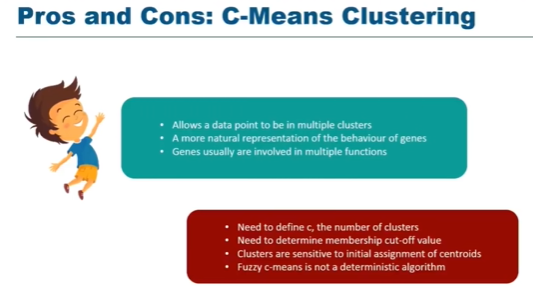 Pros and Cons: C-Means Clustering
• Allows a data point to be in multiple clusters
• A more natural representation of the behaviour of genes
• Genes usually are involved in multiple functions
• Need to define c, the number of clusters
• Need to determine membership cut-off value
• Clusters are sensitive to initial assignment of centroids
• Fuzzy c-means is not a deterministic algorithm